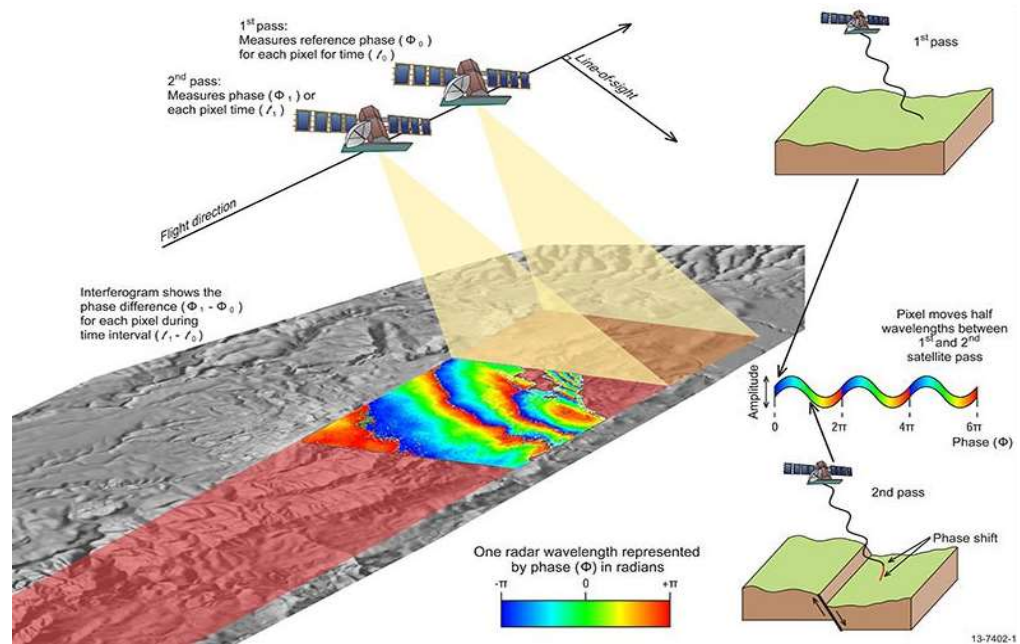 1st pass:
Measures reference phase (Φ0)
for each pixel for time (t0)
2nd pass:
Measures phase (Φ1) or
each pixel time (t1)
Line-of-sight
Flight direction
1st pass
Interferogram shows the
phase difference (Φ1 - Φ0)
for each pixel during
time interval (t1 - t0)
Pixel moves half
wavelengths between
1st and 2nd
satellite pass
Amplitude
0 2π 4π 6π
Phase (Φ)
2nd pass
Phase shift
One radar wavelength represented
by phase (Φ) in radians
-π 0 +π
13-7402-1